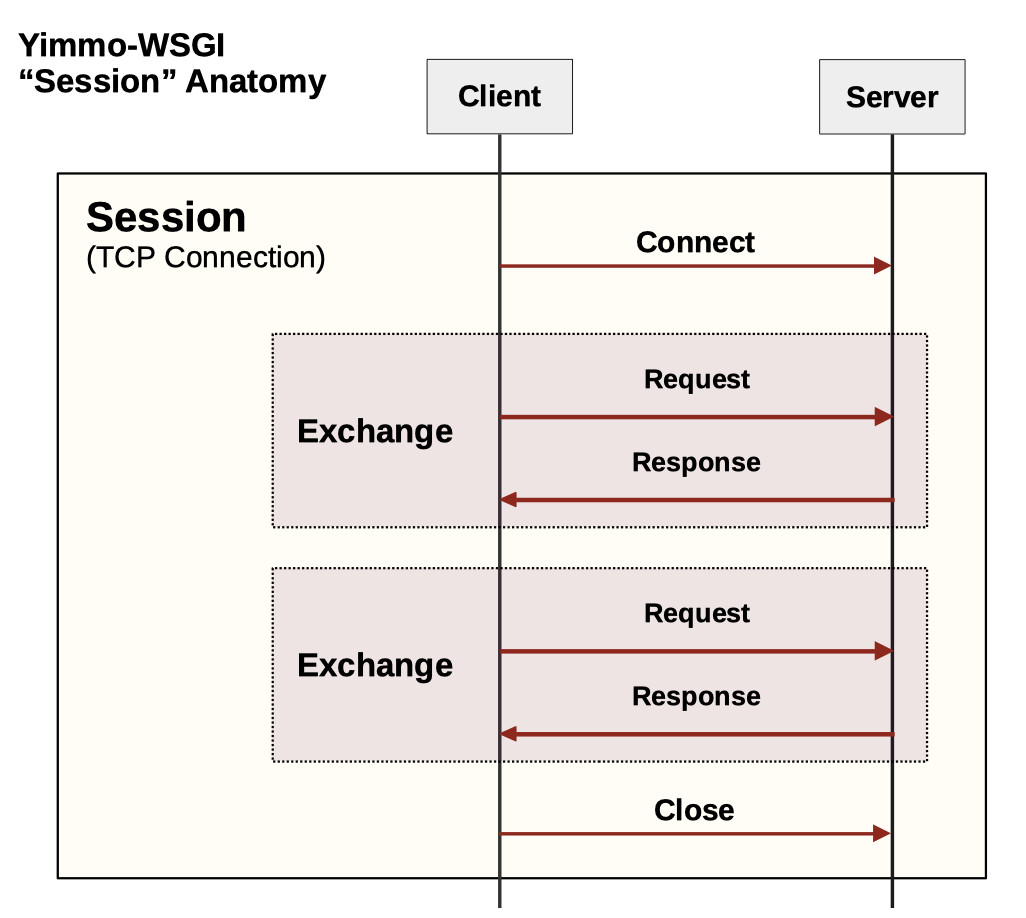 Yimmo-WSGI
“Session” Anatomy
Client
Server
Session
(TCP Connection)
Connect
Exchange
Request
Response
Exchange
Request
Response
Close